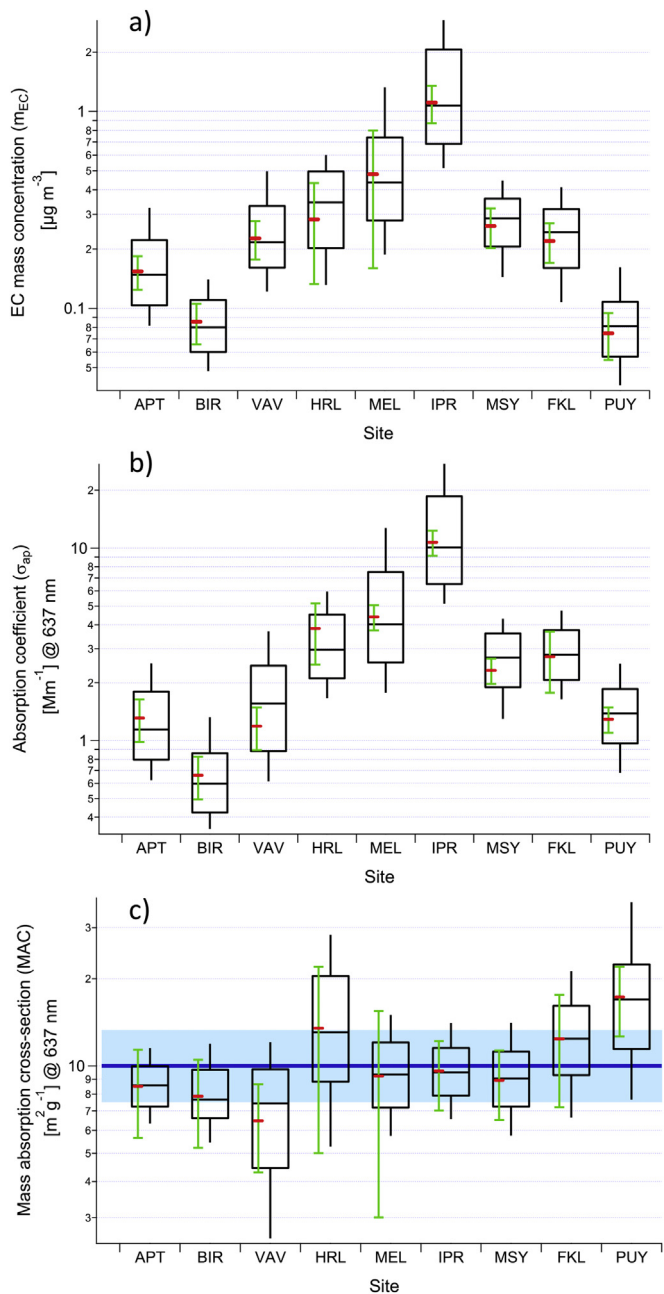 a)
EC mass concentration (mEC)
[µg m⁻³]
2
1
8
7
6
5
4
3
2
0.1
8
7
6
5
APT BIR VAV HRL MEL IPR MSY FKL PUY
Site
b)
Absorption coefficient (σap)
[Mm⁻¹] @ 637 nm
2
10
8
7
6
5
4
3
2
1
8
7
6
5
4
APT BIR VAV HRL MEL IPR MSY FKL PUY
Site
c)
Mass absorption cross-section (MAC)
[m² g⁻¹] @ 637 nm
3
2
10
9
8
7
6
5
4
3
APT BIR VAV HRL MEL IPR MSY FKL PUY
Site